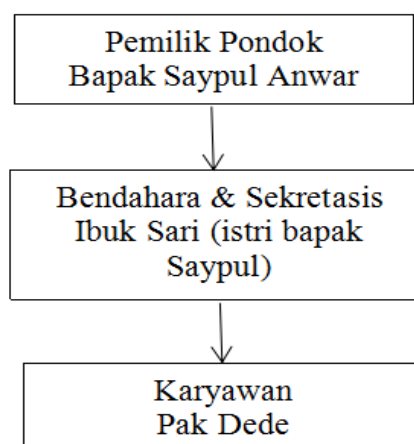 Pemilik Pondok
Bapak Saypul Anwar
Bendahara & Sekretasis
Ibuk Sari (istri bapak
Saypul)
Karyawan
Pak Dede